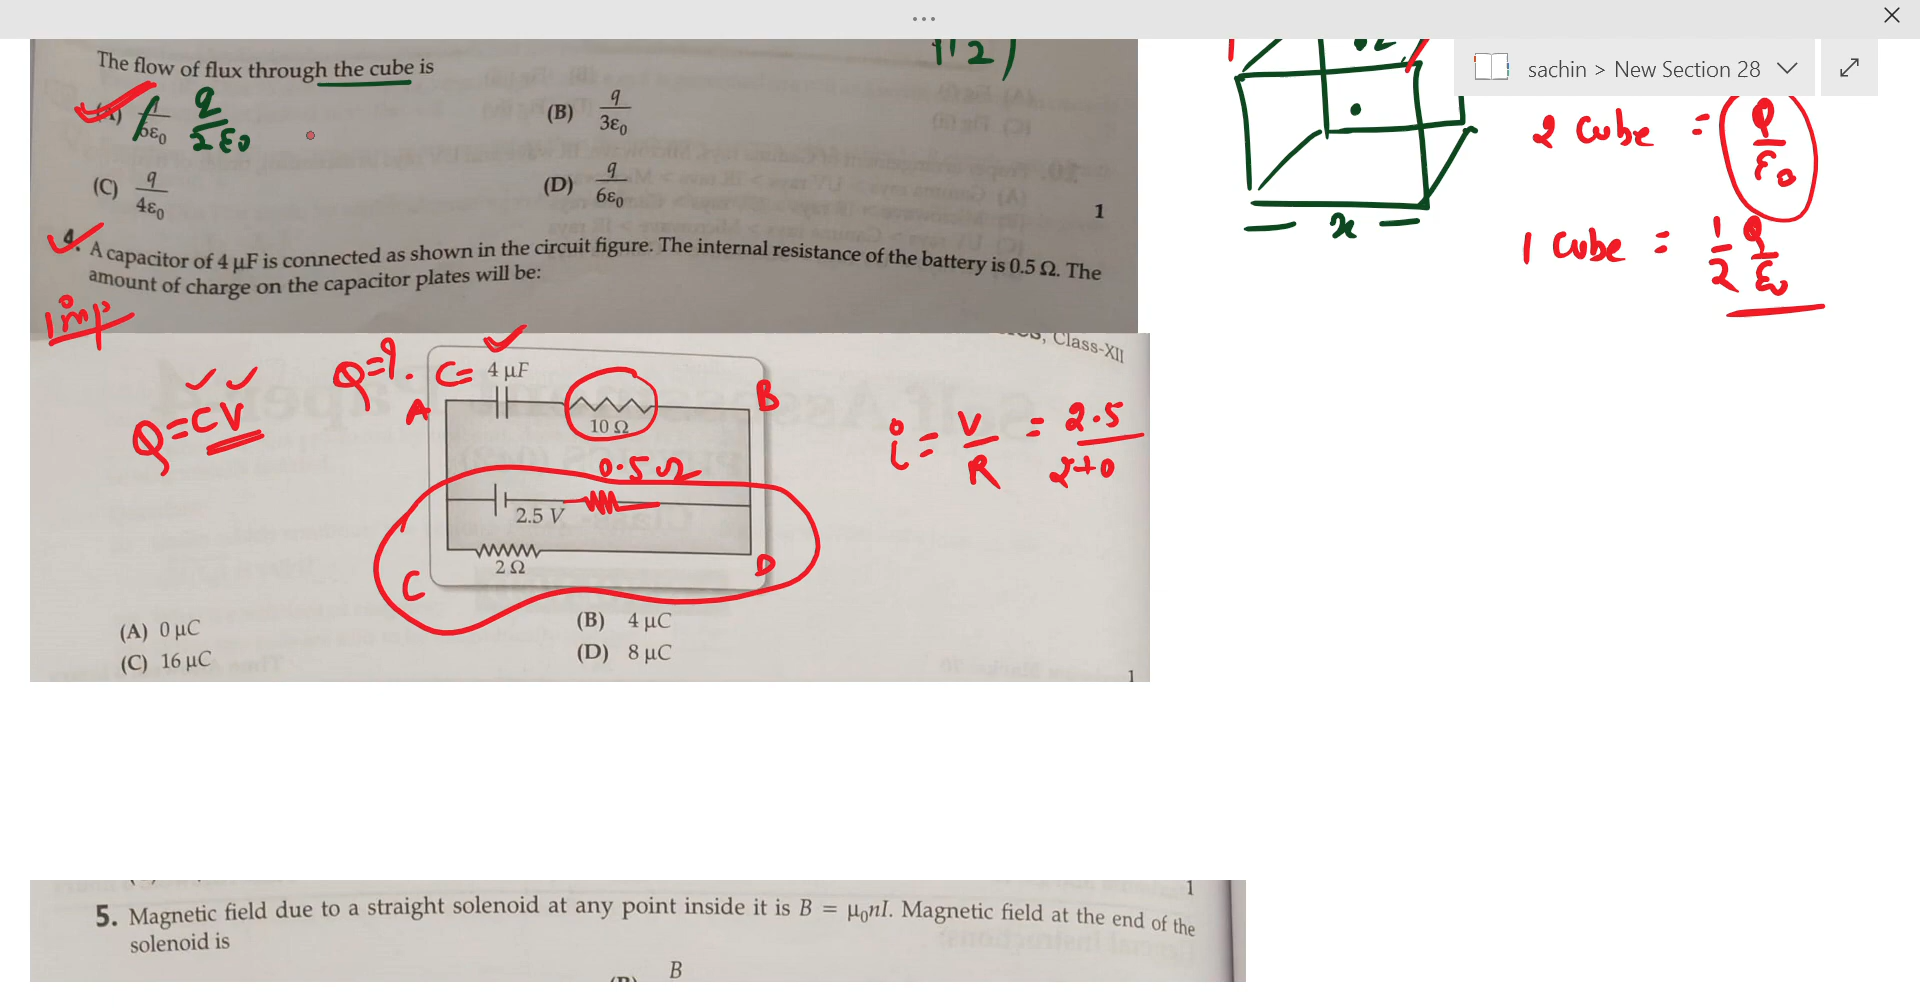 The flow of flux through the cube is
q
2ε0
6ε0
(B) q/3ε0
(C) q/4ε0
(D) q/6ε0
1
4. A capacitor of 4 μF is connected as shown in the circuit figure. The internal resistance of the battery is 0.5 Ω. The
amount of charge on the capacitor plates will be:
imp
Class-XII
Q=?. C= 4 μF
Q=CV
A
B
10 Ω
0.5 Ω
2.5 V
2 Ω
C
D
i = V/R = 2.5/2+0
(A) 0 μC
(B) 4 μC
(C) 16 μC
(D) 8 μC
1
sachin > New Section 28
2 cube = Q/ε0
1 cube = 1/2 Q/ε0
x
1
5. Magnetic field due to a straight solenoid at any point inside it is B = μ0nI. Magnetic field at the end of the
solenoid is
B